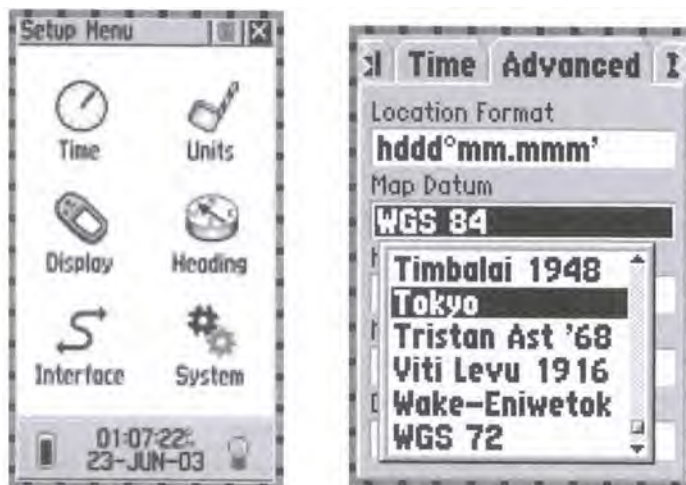 Setup Menu
Time Units
Display Heading
Interface System
01:07:22
23-JUN-03
Time Advanced
Location Format
hddd°mm.mmm'
Map Datum
WGS 84
Timbalai 1948
Tokyo
Tristan Ast '68
Viti Levu 1916
Wake-Eniwetok
WGS 72